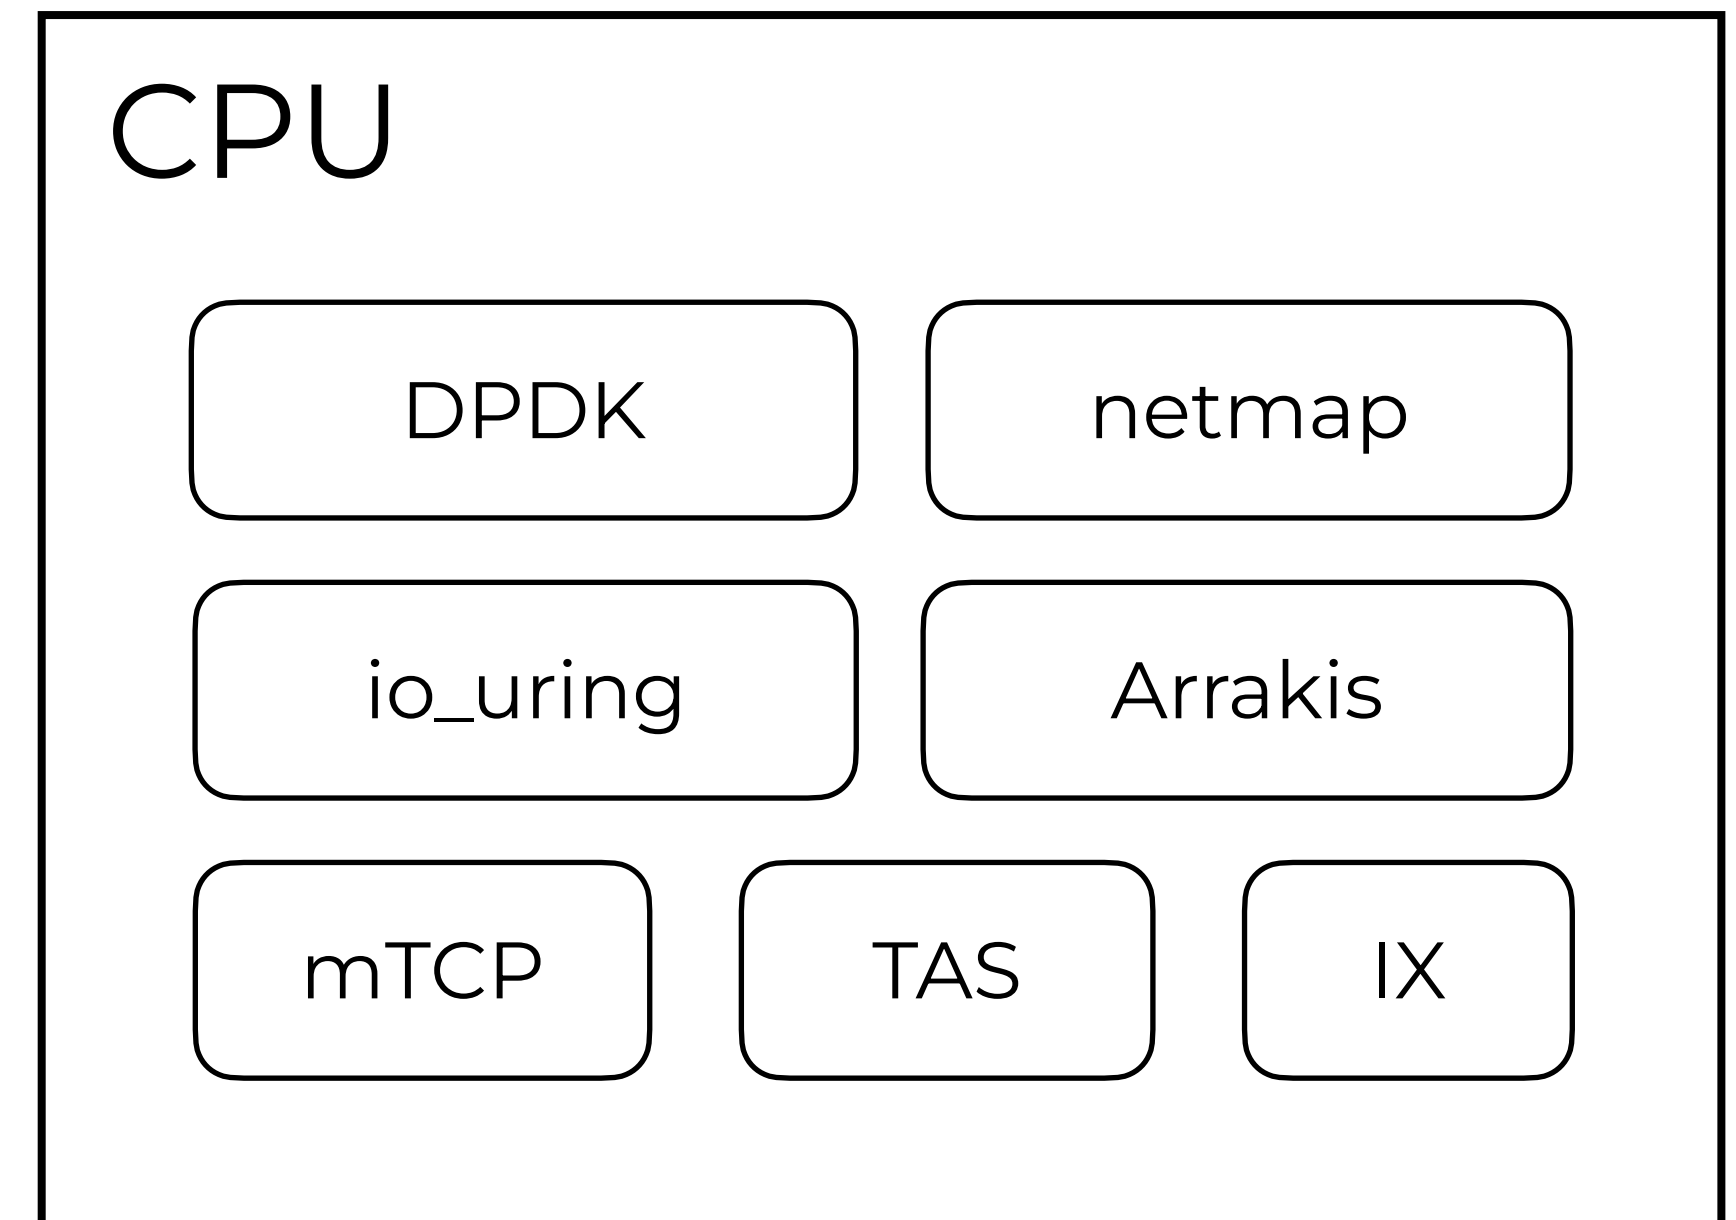 CPU
DPDK
netmap
io_uring
Arrakis
mTCP
TAS
IX